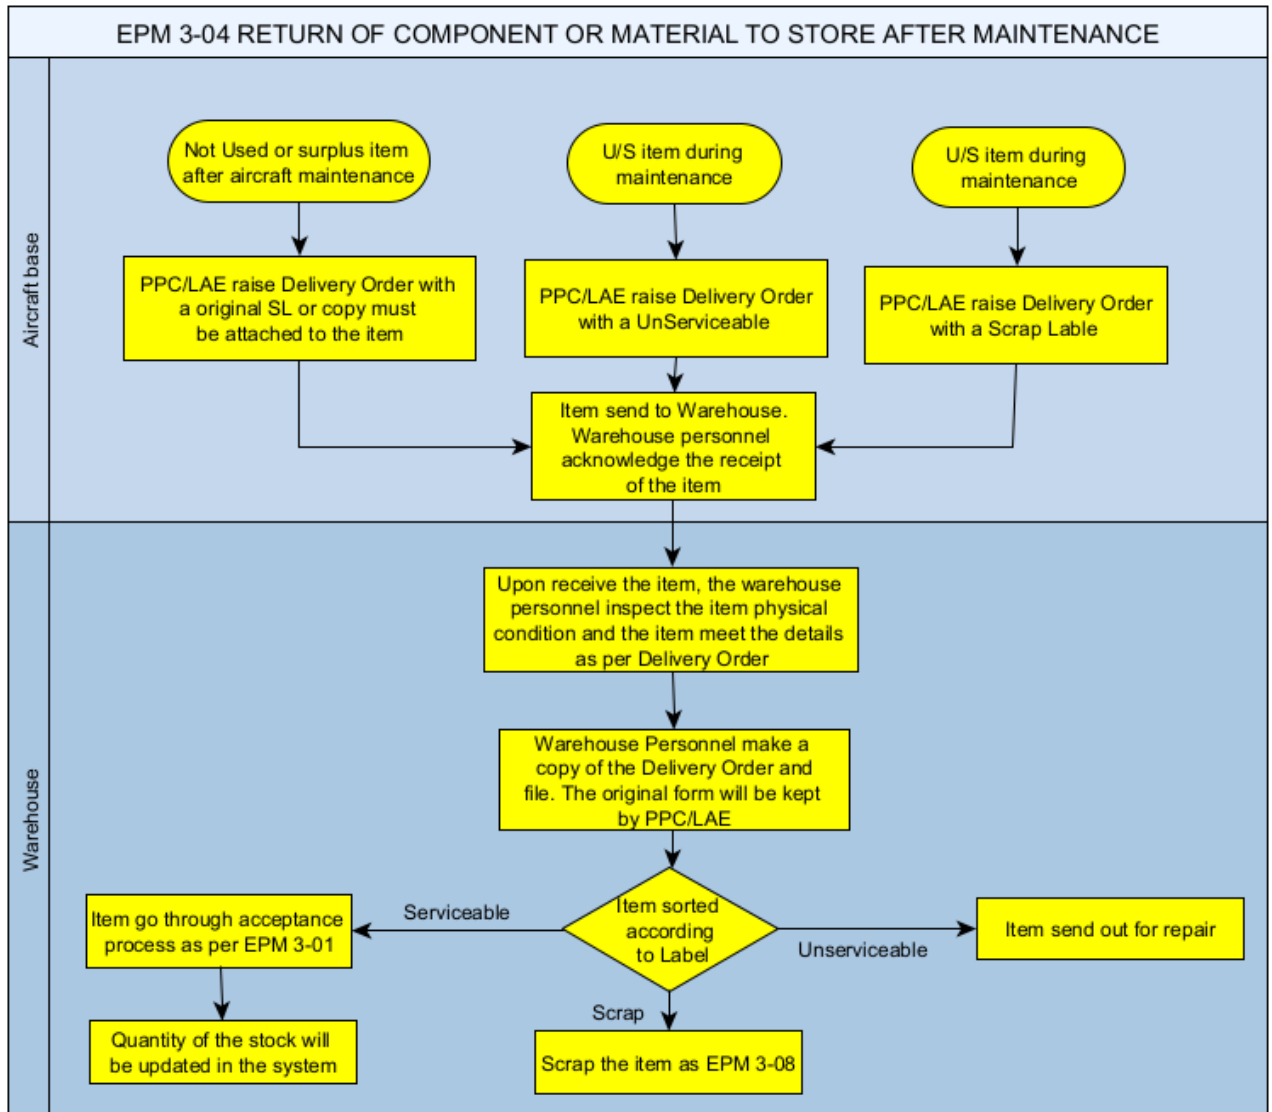 EPM 3-04 RETURN OF COMPONENT OR MATERIAL TO STORE AFTER MAINTENANCE
Aircraft base
Not Used or surplus item
after aircraft maintenance
U/S item during
maintenance
U/S item during
maintenance
PPC/LAE raise Delivery Order with
a original SL or copy must
be attached to the item
PPC/LAE raise Delivery Order
with a UnServiceable
PPC/LAE raise Delivery Order
with a Scrap Lable
Item send to Warehouse.
Warehouse personnel
acknowledge the receipt
of the item
Warehouse
Upon receive the item, the warehouse
personnel inspect the item physical
condition and the item meet the details
as per Delivery Order
Warehouse Personnel make a
copy of the Delivery Order and
file. The original form will be kept
by PPC/LAE
Item sorted
according
to Label
Serviceable
Item go through acceptance
process as per EPM 3-01
Quantity of the stock will
be updated in the system
Scrap
Scrap the item as EPM 3-08
Unserviceable
Item send out for repair